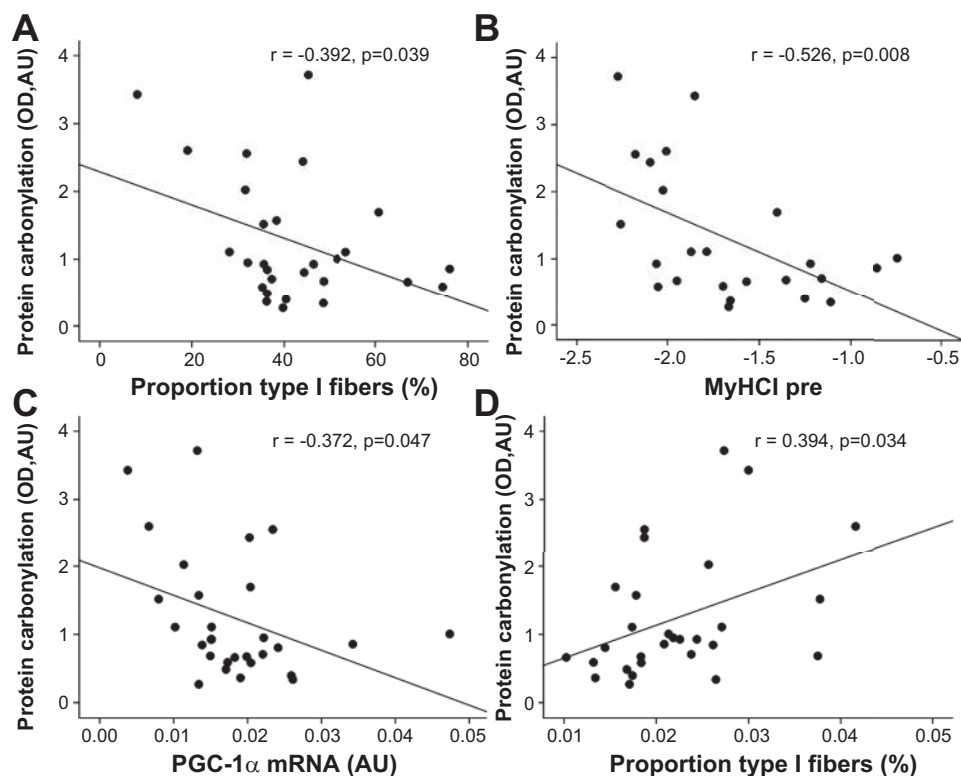 A
r = -0.392, p=0.039
Protein carbonylation (OD,AU)
4
3
2
1
0
0 20 40 60 80
Proportion type I fibers (%)
B
r = -0.526, p=0.008
Protein carbonylation (OD,AU)
4
3
2
1
0
-2.5 -2.0 -1.5 -1.0 -0.5
MyHCI pre
C
r = -0.372, p=0.047
Protein carbonylation (OD,AU)
4
3
2
1
0
0.00 0.01 0.02 0.03 0.04 0.05
PGC-1α mRNA (AU)
D
r = 0.394, p=0.034
Protein carbonylation (OD,AU)
4
3
2
1
0
0.01 0.02 0.03 0.04 0.05
Proportion type I fibers (%)